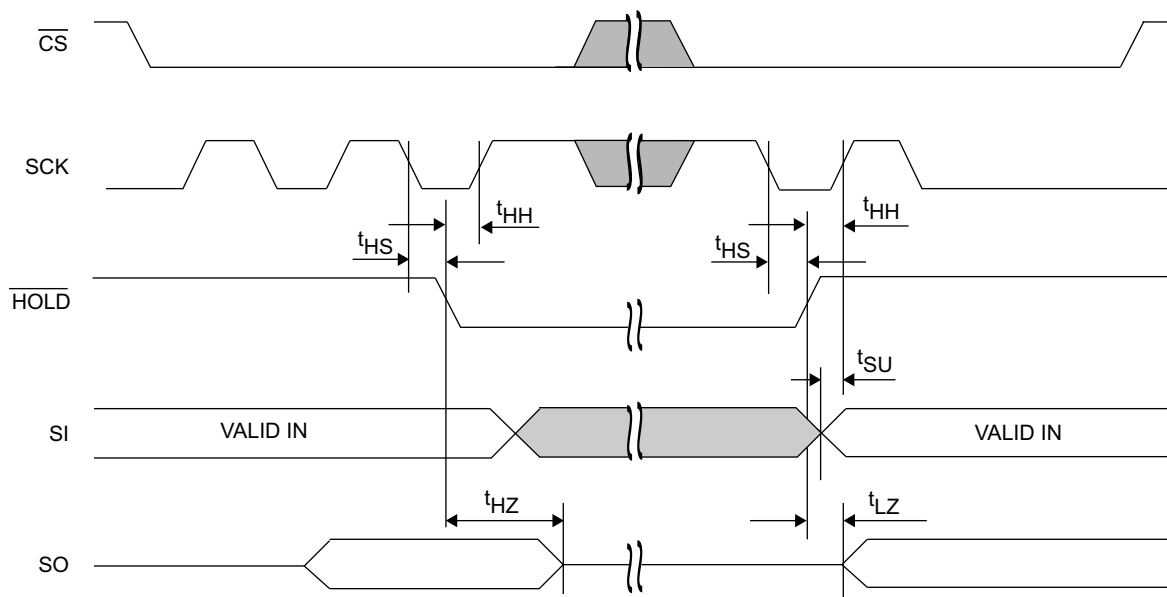 CS
SCK
tHH
tHH
tHS
tHS
HOLD
tSU
SI
VALID IN
VALID IN
tHZ
tLZ
SO